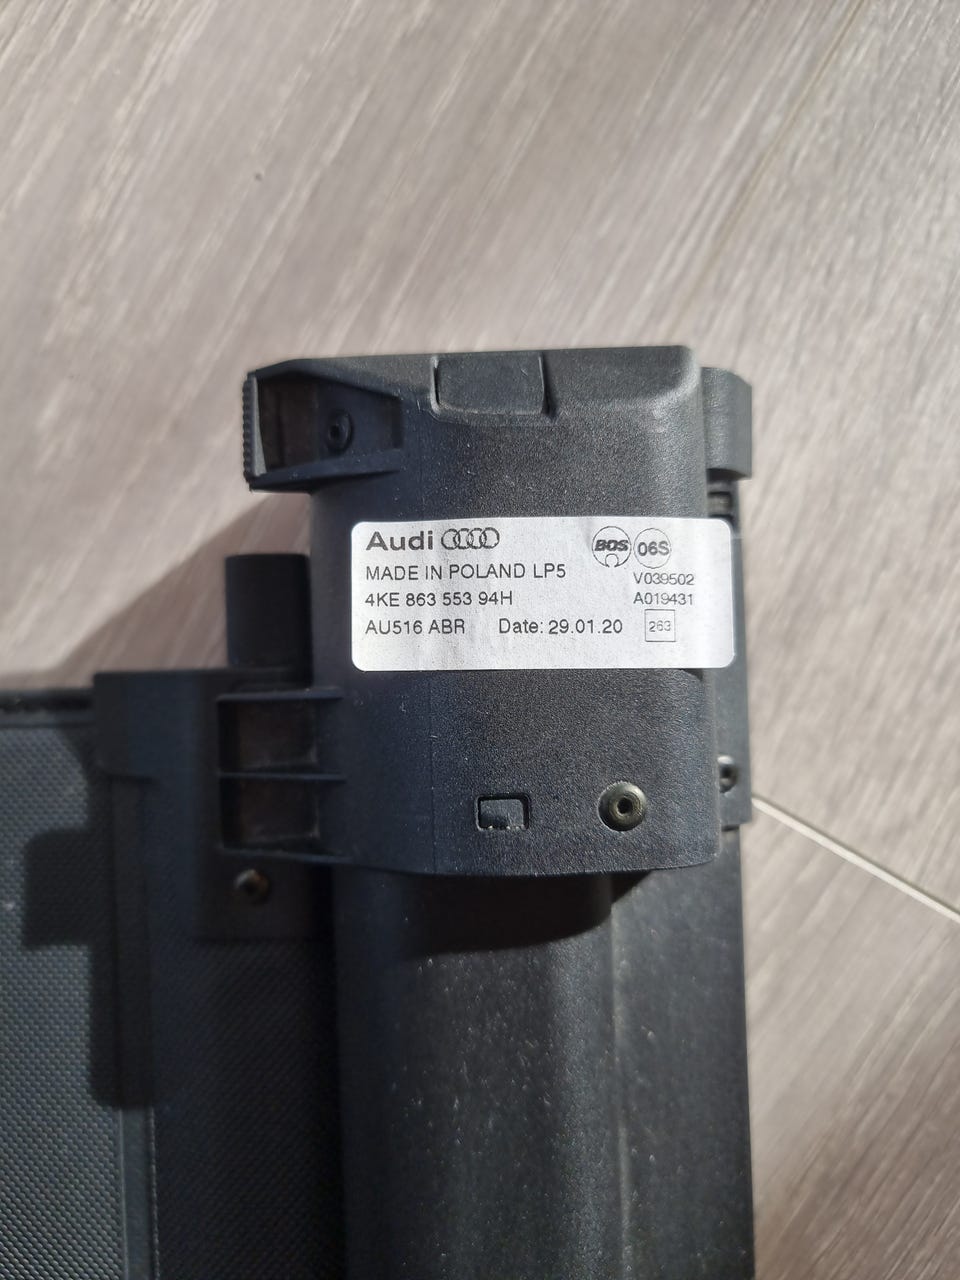 Audi
BOS 06S
MADE IN POLAND LP5 V039502
4KE 863 553 94H A019431
AU516 ABR Date: 29.01.20 263